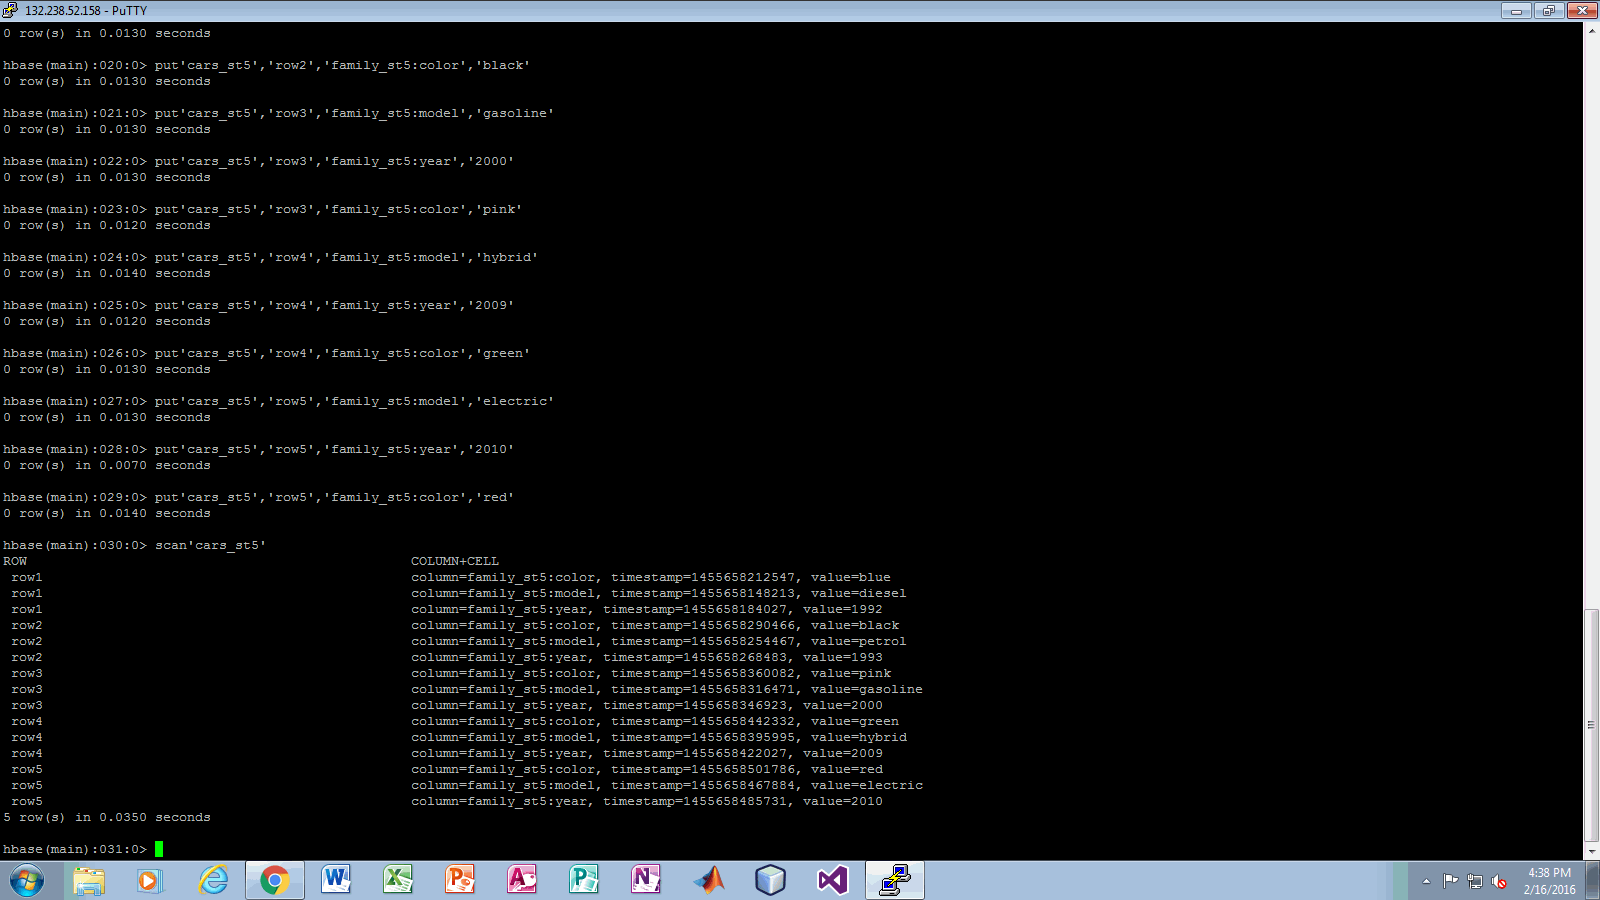 132.238.52.158 - PuTTY
0 row(s) in 0.0130 seconds
hbase(main):020:0> put'cars_st5','row2','family_st5:color','black'
0 row(s) in 0.0130 seconds
hbase(main):021:0> put'cars_st5','row3','family_st5:model','gasoline'
0 row(s) in 0.0130 seconds
hbase(main):022:0> put'cars_st5','row3','family_st5:year','2000'
0 row(s) in 0.0130 seconds
hbase(main):023:0> put'cars_st5','row3','family_st5:color','pink'
0 row(s) in 0.0120 seconds
hbase(main):024:0> put'cars_st5','row4','family_st5:model','hybrid'
0 row(s) in 0.0140 seconds
hbase(main):025:0> put'cars_st5','row4','family_st5:year','2009'
0 row(s) in 0.0120 seconds
hbase(main):026:0> put'cars_st5','row4','family_st5:color','green'
0 row(s) in 0.0130 seconds
hbase(main):027:0> put'cars_st5','row5','family_st5:model','electric'
0 row(s) in 0.0130 seconds
hbase(main):028:0> put'cars_st5','row5','family_st5:year','2010'
0 row(s) in 0.0070 seconds
hbase(main):029:0> put'cars_st5','row5','family_st5:color','red'
0 row(s) in 0.0140 seconds
hbase(main):030:0> scan'cars_st5'
ROW COLUMN+CELL
row1 column=family_st5:color, timestamp=1455658212547, value=blue
row1 column=family_st5:model, timestamp=1455658148213, value=diesel
row1 column=family_st5:year, timestamp=1455658184027, value=1992
row2 column=family_st5:color, timestamp=1455658290466, value=black
row2 column=family_st5:model, timestamp=1455658254467, value=petrol
row2 column=family_st5:year, timestamp=1455658268483, value=1993
row3 column=family_st5:color, timestamp=1455658360082, value=pink
row3 column=family_st5:model, timestamp=1455658316471, value=gasoline
row3 column=family_st5:year, timestamp=1455658346923, value=2000
row4 column=family_st5:color, timestamp=1455658442332, value=green
row4 column=family_st5:model, timestamp=1455658395995, value=hybrid
row4 column=family_st5:year, timestamp=1455658422027, value=2009
row5 column=family_st5:color, timestamp=1455658501786, value=red
row5 column=family_st5:model, timestamp=1455658467884, value=electric
row5 column=family_st5:year, timestamp=1455658485731, value=2010
5 row(s) in 0.0350 seconds
hbase(main):031:0>
4:38 PM
2/16/2016